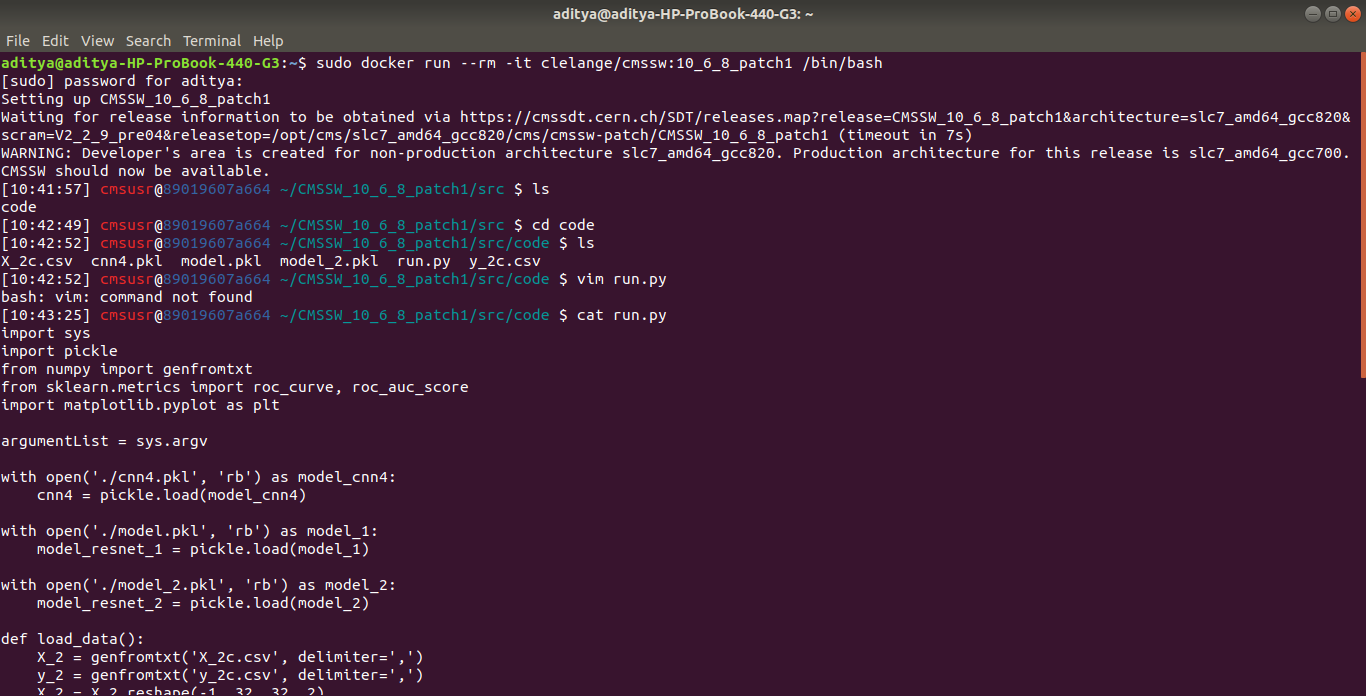 aditya@aditya-HP-ProBook-440-G3: ~
File Edit View Search Terminal Help
aditya@aditya-HP-ProBook-440-G3:~$ sudo docker run --rm -it clelange/cmssw:10_6_8_patch1 /bin/bash
[sudo] password for aditya:
Setting up CMSSW_10_6_8_patch1
Waiting for release information to be obtained via https://cmssdt.cern.ch/SDT/releases.map?release=CMSSW_10_6_8_patch1&architecture=slc7_amd64_gcc820&
scram=V2_2_9_pre04&releasetop=/opt/cms/slc7_amd64_gcc820/cms/cmssw-patch/CMSSW_10_6_8_patch1 (timeout in 7s)
WARNING: Developer's area is created for non-production architecture slc7_amd64_gcc820. Production architecture for this release is slc7_amd64_gcc700.
CMSSW should now be available.
[10:41:57] cmsusr@89019607a664 ~/CMSSW_10_6_8_patch1/src $ ls
code
[10:42:49] cmsusr@89019607a664 ~/CMSSW_10_6_8_patch1/src $ cd code
[10:42:52] cmsusr@89019607a664 ~/CMSSW_10_6_8_patch1/src/code $ ls
X_2c.csv  cnn4.pkl  model.pkl  model_2.pkl  run.py  y_2c.csv
[10:42:52] cmsusr@89019607a664 ~/CMSSW_10_6_8_patch1/src/code $ vim run.py
bash: vim: command not found
[10:43:25] cmsusr@89019607a664 ~/CMSSW_10_6_8_patch1/src/code $ cat run.py
import sys
import pickle
from numpy import genfromtxt
from sklearn.metrics import roc_curve, roc_auc_score
import matplotlib.pyplot as plt

argumentList = sys.argv

with open('./cnn4.pkl', 'rb') as model_cnn4:
    cnn4 = pickle.load(model_cnn4)

with open('./model.pkl', 'rb') as model_1:
    model_resnet_1 = pickle.load(model_1)

with open('./model_2.pkl', 'rb') as model_2:
    model_resnet_2 = pickle.load(model_2)

def load_data():
    X_2 = genfromtxt('X_2c.csv', delimiter=',')
    y_2 = genfromtxt('y_2c.csv', delimiter=',')
    X_2 = X_2.reshape(-1, 32, 32, 2)